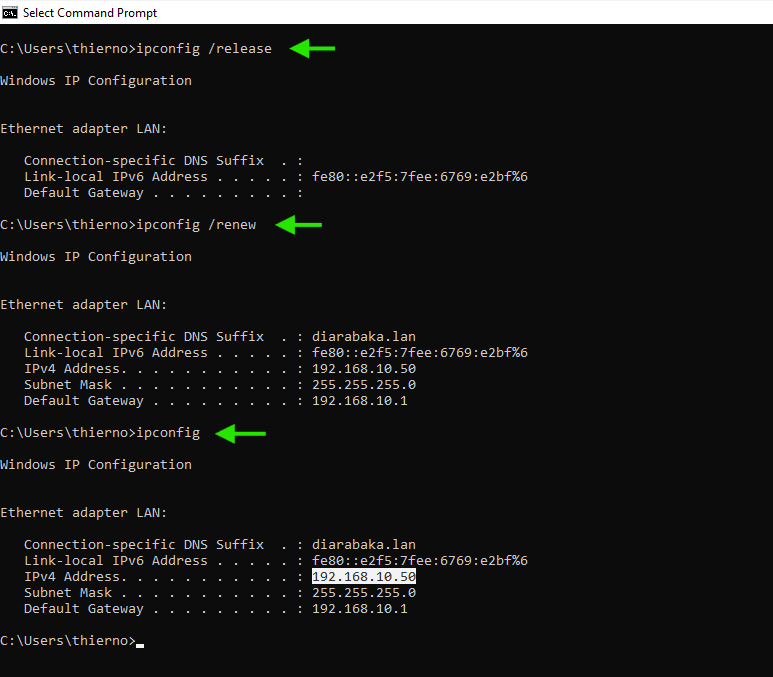 Select Command Prompt
C:\Users\thierno>ipconfig /release
Windows IP Configuration
Ethernet adapter LAN:
   Connection-specific DNS Suffix  . :
   Link-local IPv6 Address . . . . . : fe80::e2f5:7fee:6769:e2bf%6
   Default Gateway . . . . . . . . . :
C:\Users\thierno>ipconfig /renew
Windows IP Configuration
Ethernet adapter LAN:
   Connection-specific DNS Suffix  . : diarabaka.lan
   Link-local IPv6 Address . . . . . : fe80::e2f5:7fee:6769:e2bf%6
   IPv4 Address. . . . . . . . . . . : 192.168.10.50
   Subnet Mask . . . . . . . . . . . : 255.255.255.0
   Default Gateway . . . . . . . . . : 192.168.10.1
C:\Users\thierno>ipconfig
Windows IP Configuration
Ethernet adapter LAN:
   Connection-specific DNS Suffix  . : diarabaka.lan
   Link-local IPv6 Address . . . . . : fe80::e2f5:7fee:6769:e2bf%6
   IPv4 Address. . . . . . . . . . . : 192.168.10.50
   Subnet Mask . . . . . . . . . . . : 255.255.255.0
   Default Gateway . . . . . . . . . : 192.168.10.1
C:\Users\thierno>